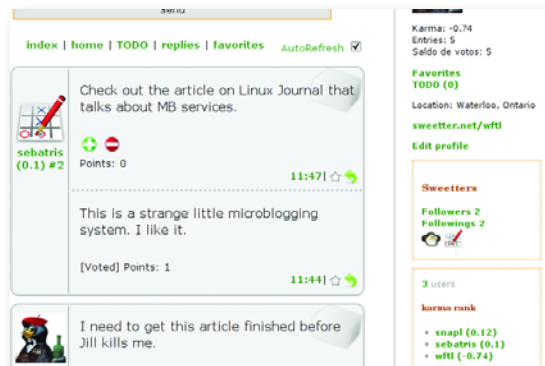 Send
index | home | TODO | replies | favorites
AutoRefresh
Check out the article on Linux Journal that
talks about MB services.
sebatris
(0.1) #2
Points: 0
11:47|
This is a strange little microblogging
system. I like it.
[Voted] Points: 1
11:44|
I need to get this article finished before
Jill kills me.
Karma: -0.74
Entries: 5
Saldo de votos: 5
Favorites
TODO (0)
Location: Waterloo, Ontario
sweetter.net/wftl
Edit profile
Sweetters
Followers 2
Followings 2
3 users
karma rank
snapl (0.12)
sebatris (0.1)
wftl (-0.74)